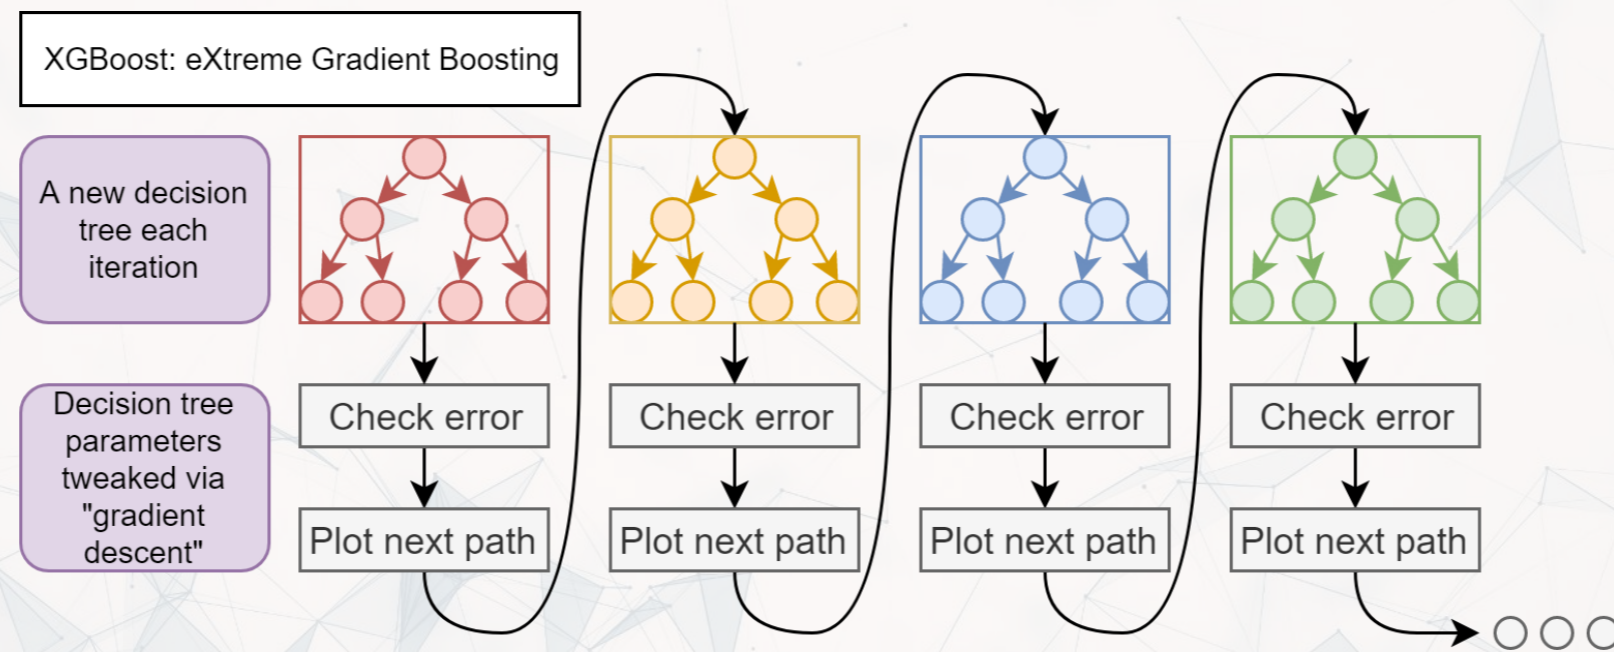 XGBoost: eXtreme Gradient Boosting
A new decision
tree each
iteration
Decision tree
parameters
tweaked via
"gradient
descent"
Check error
Check error
Check error
Check error
Plot next path
Plot next path
Plot next path
Plot next path